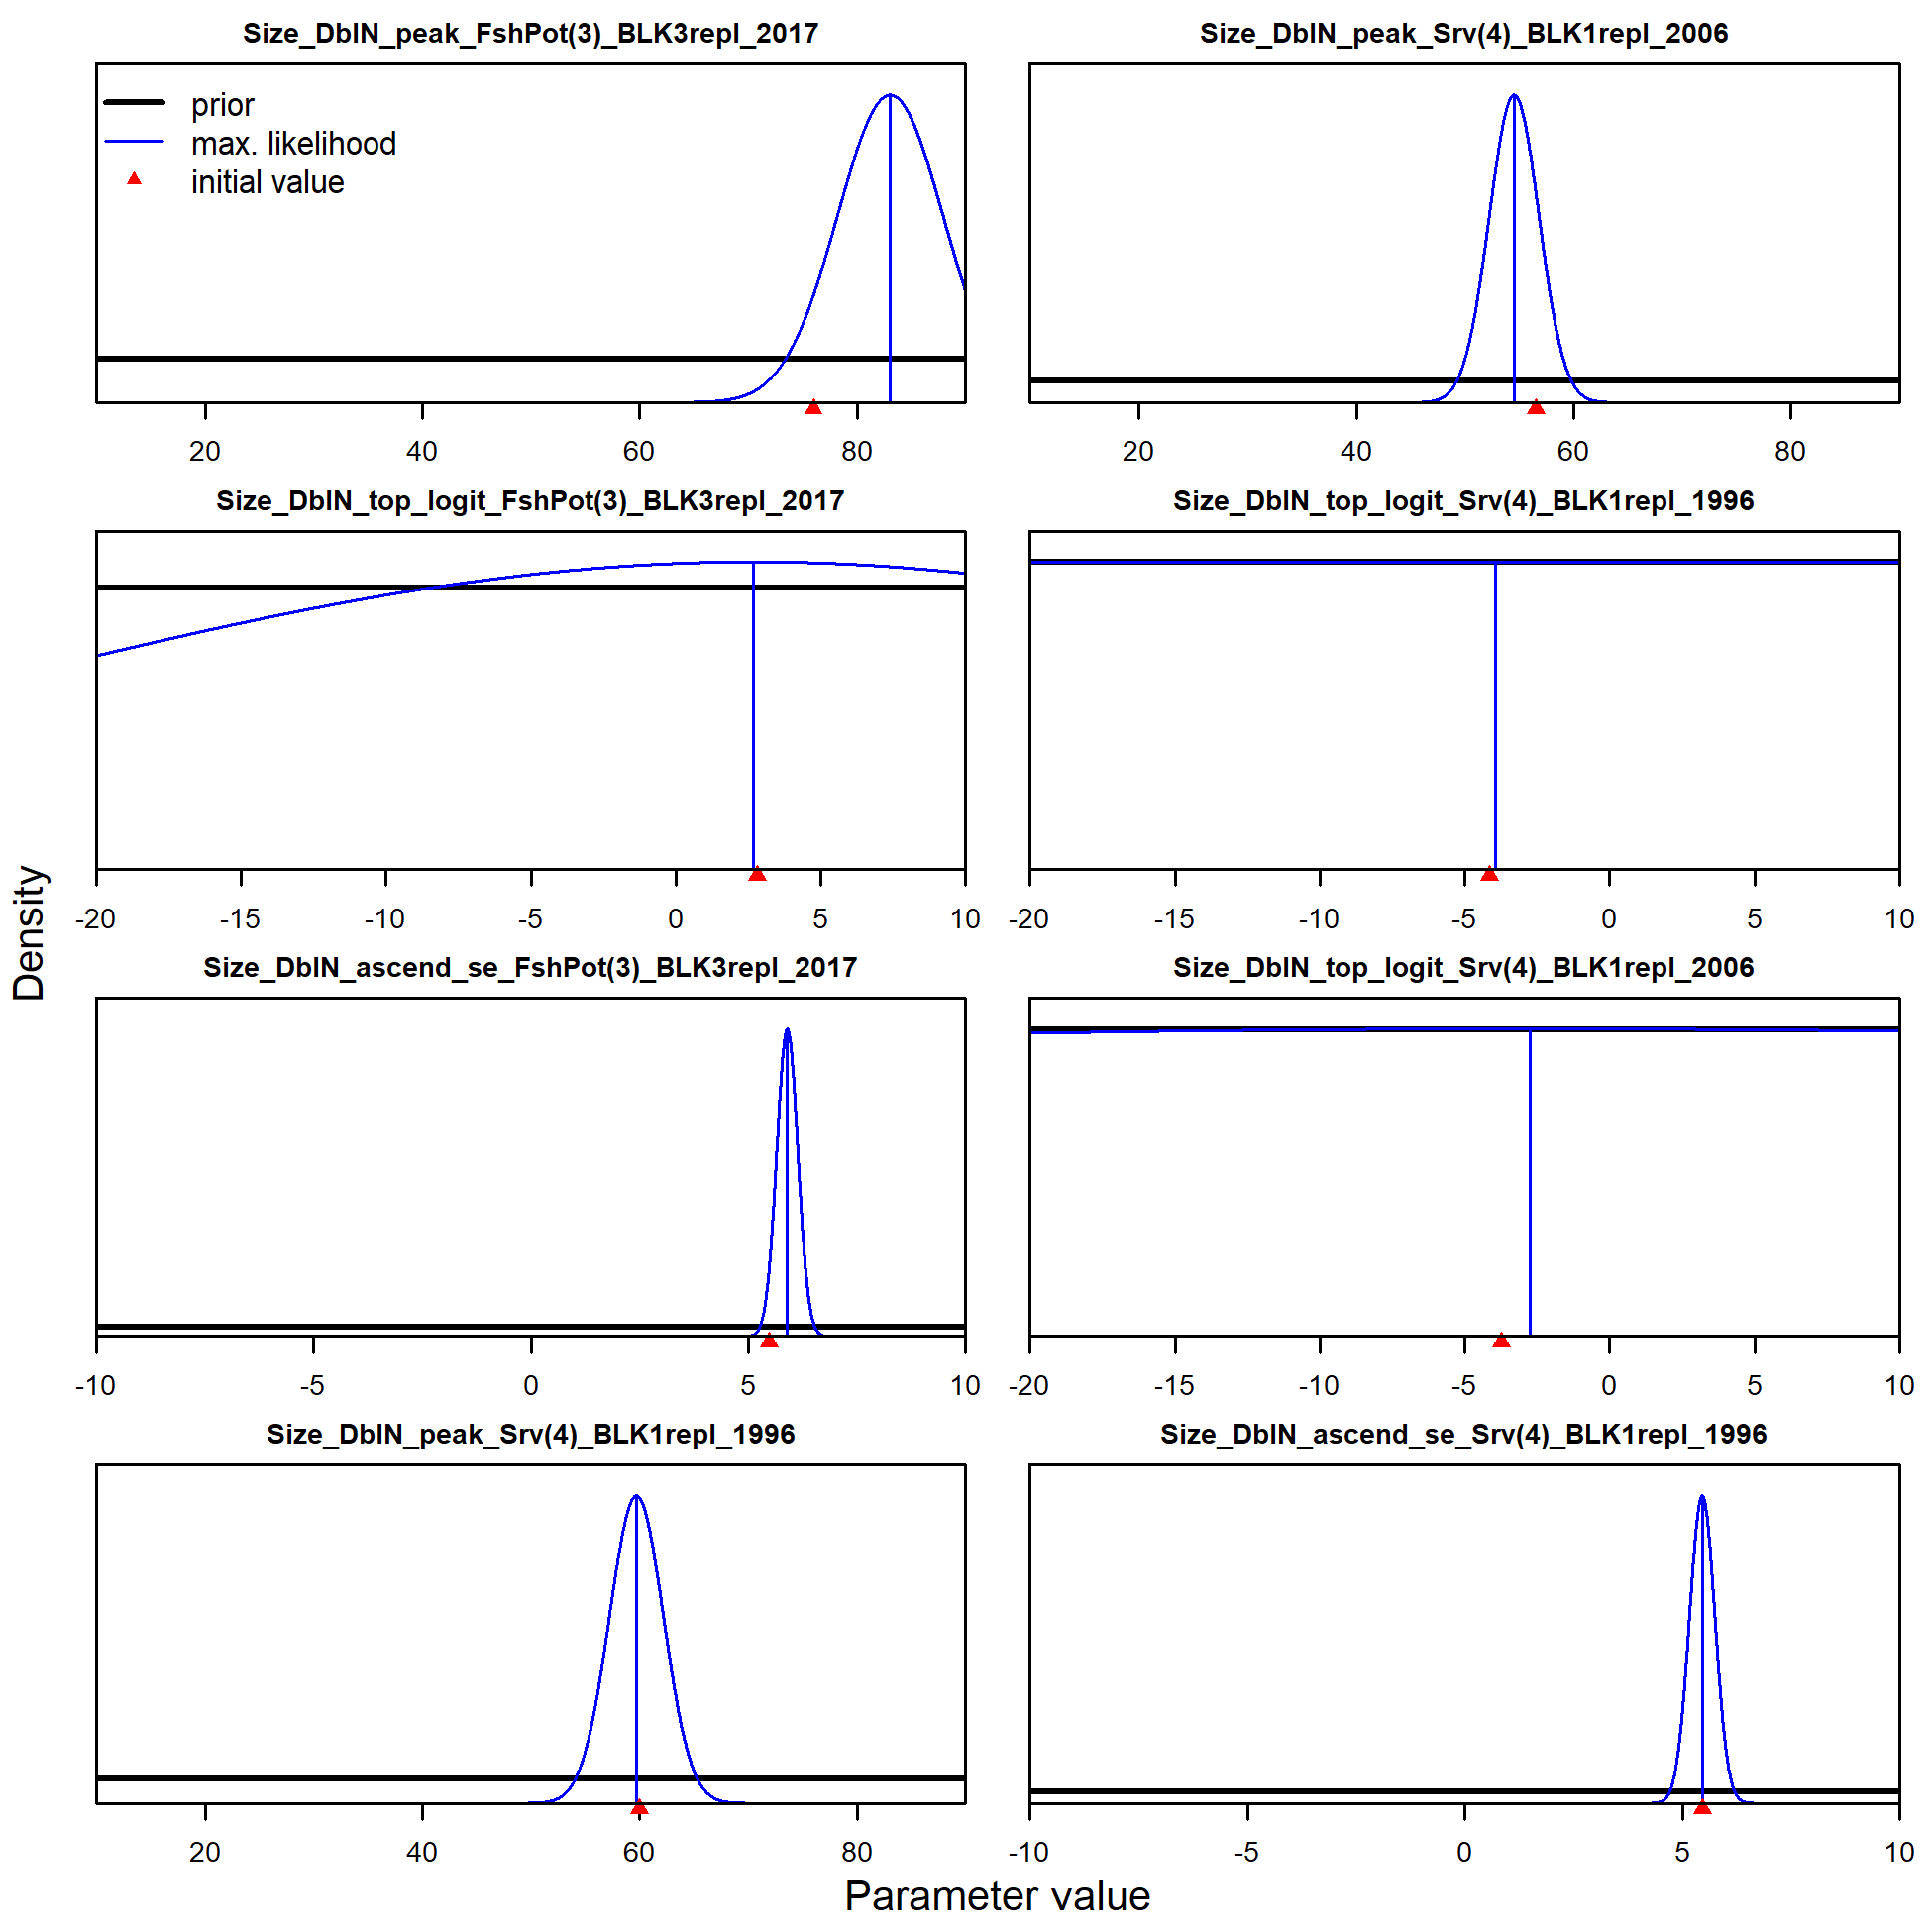 Size_DblN_peak_FshPot(3)_BLK3repl_2017
prior
max. likelihood
initial value
20 40 60 80
Size_DblN_peak_Srv(4)_BLK1repl_2006
20 40 60 80
Size_DblN_top_logit_FshPot(3)_BLK3repl_2017
-20 -15 -10 -5 0 5 10
Size_DblN_top_logit_Srv(4)_BLK1repl_1996
-20 -15 -10 -5 0 5 10
Density
Size_DblN_ascend_se_FshPot(3)_BLK3repl_2017
-10 -5 0 5 10
Size_DblN_top_logit_Srv(4)_BLK1repl_2006
-20 -15 -10 -5 0 5 10
Size_DblN_peak_Srv(4)_BLK1repl_1996
20 40 60 80
Size_DblN_ascend_se_Srv(4)_BLK1repl_1996
-10 -5 0 5 10
Parameter value